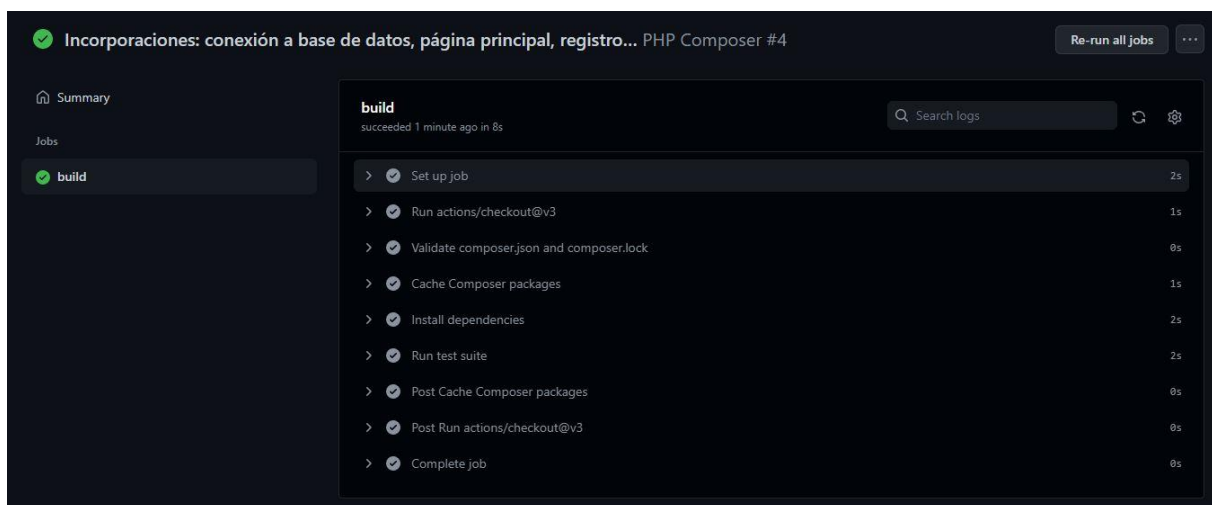 Incorporaciones: conexión a base de datos, página principal, registro... PHP Composer #4
Re-run all jobs
Summary
Jobs
build
build
succeeded 1 minute ago in 8s
Search logs
Set up job 2s
Run actions/checkout@v3 1s
Validate composer.json and composer.lock 0s
Cache Composer packages 1s
Install dependencies 2s
Run test suite 2s
Post Cache Composer packages 0s
Post Run actions/checkout@v3 0s
Complete job 0s